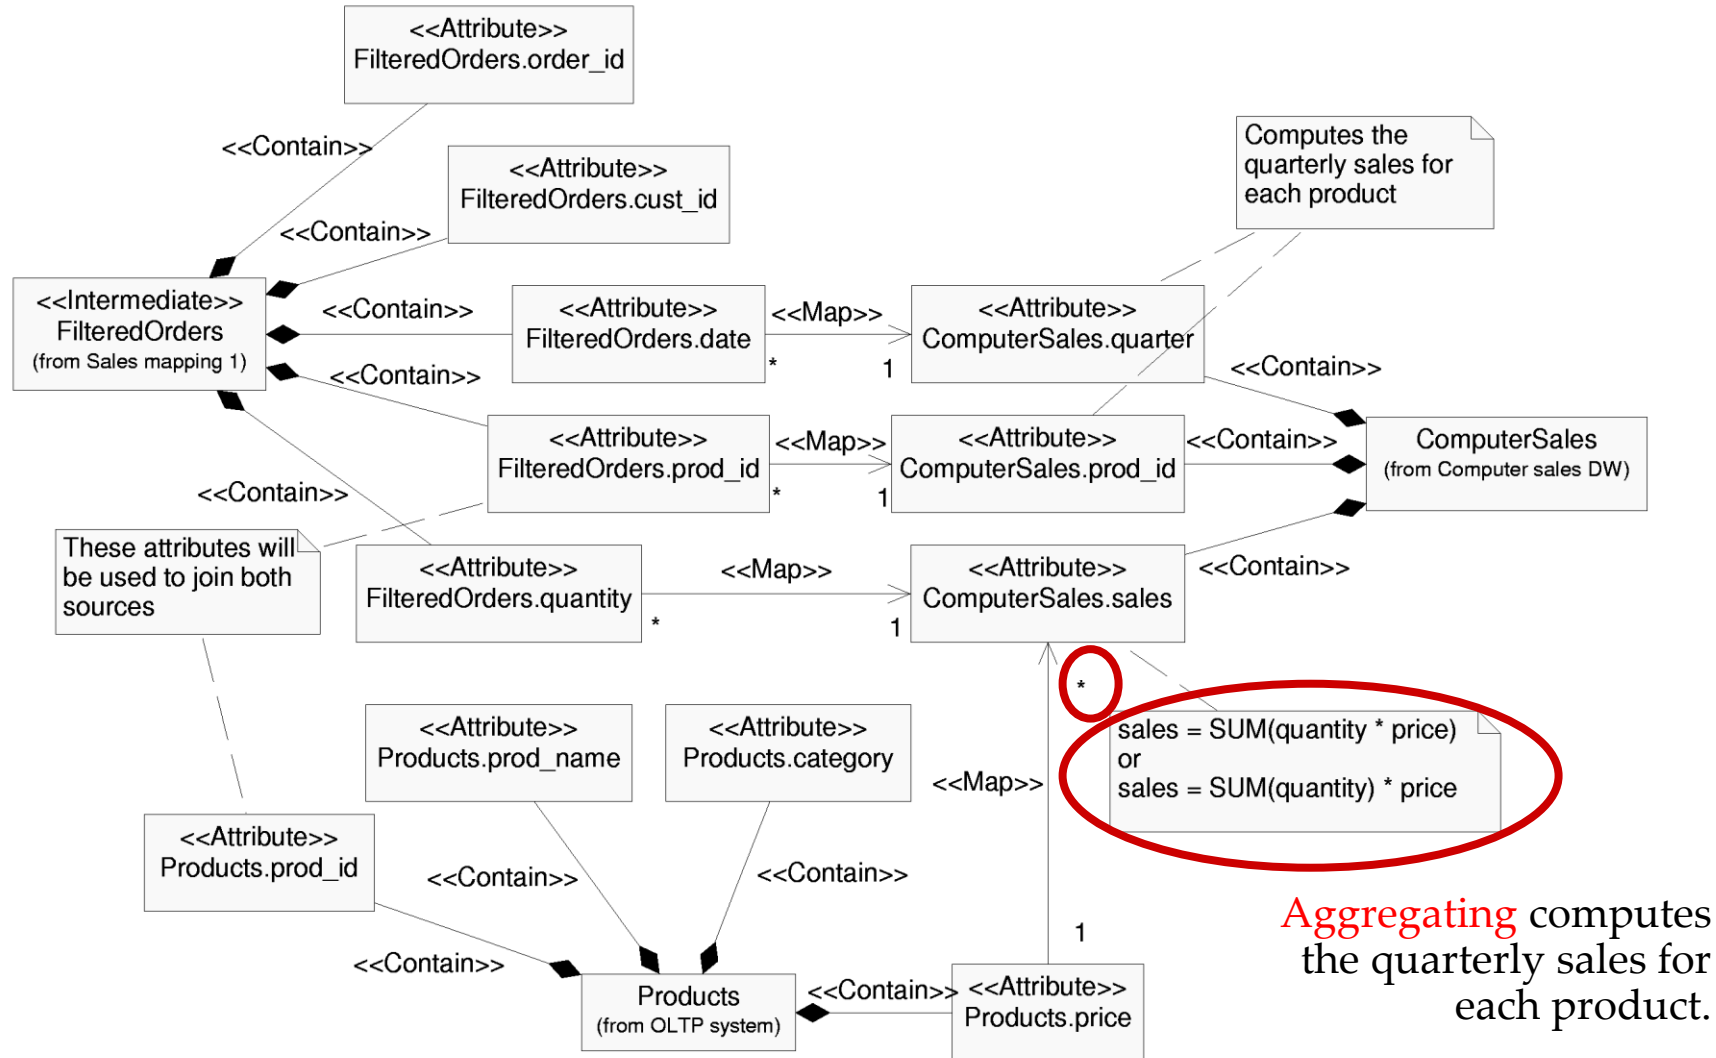 <<Attribute>>
FilteredOrders.order_id
<<Contain>>
<<Attribute>>
FilteredOrders.cust_id
<<Contain>>
Computes the
quarterly sales for
each product
<<Intermediate>>
FilteredOrders
(from Sales mapping 1)
<<Contain>>
<<Attribute>>
FilteredOrders.date
<<Map>>
*
1
<<Attribute>>
ComputerSales.quarter
<<Contain>>
<<Contain>>
<<Attribute>>
FilteredOrders.prod_id
<<Map>>
*
1
<<Attribute>>
ComputerSales.prod_id
<<Contain>>
ComputerSales
(from Computer sales DW)
<<Contain>>
These attributes will
be used to join both
sources
<<Attribute>>
FilteredOrders.quantity
<<Map>>
*
1
<<Attribute>>
ComputerSales.sales
<<Contain>>
*
sales = SUM(quantity * price)
or
sales = SUM(quantity) * price
<<Attribute>>
Products.prod_name
<<Attribute>>
Products.category
<<Map>>
<<Attribute>>
Products.prod_id
<<Contain>>
<<Contain>>
<<Contain>>
1
Products
(from OLTP system)
<<Contain>>
<<Attribute>>
Products.price
Aggregating computes
the quarterly sales for
each product.